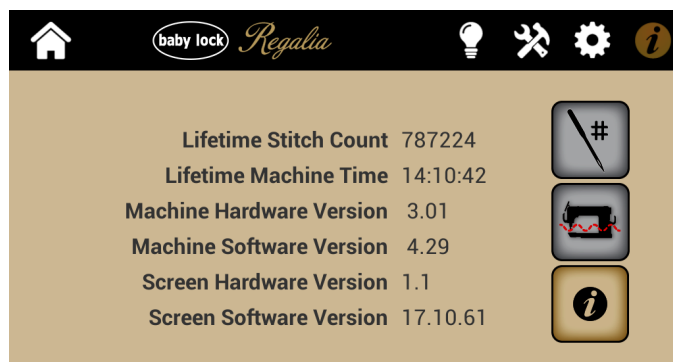 baby lock Regalia
i
Lifetime Stitch Count 787224
#
Lifetime Machine Time 14:10:42
Machine Hardware Version 3.01
Machine Software Version 4.29
Screen Hardware Version 1.1
i
Screen Software Version 17.10.61